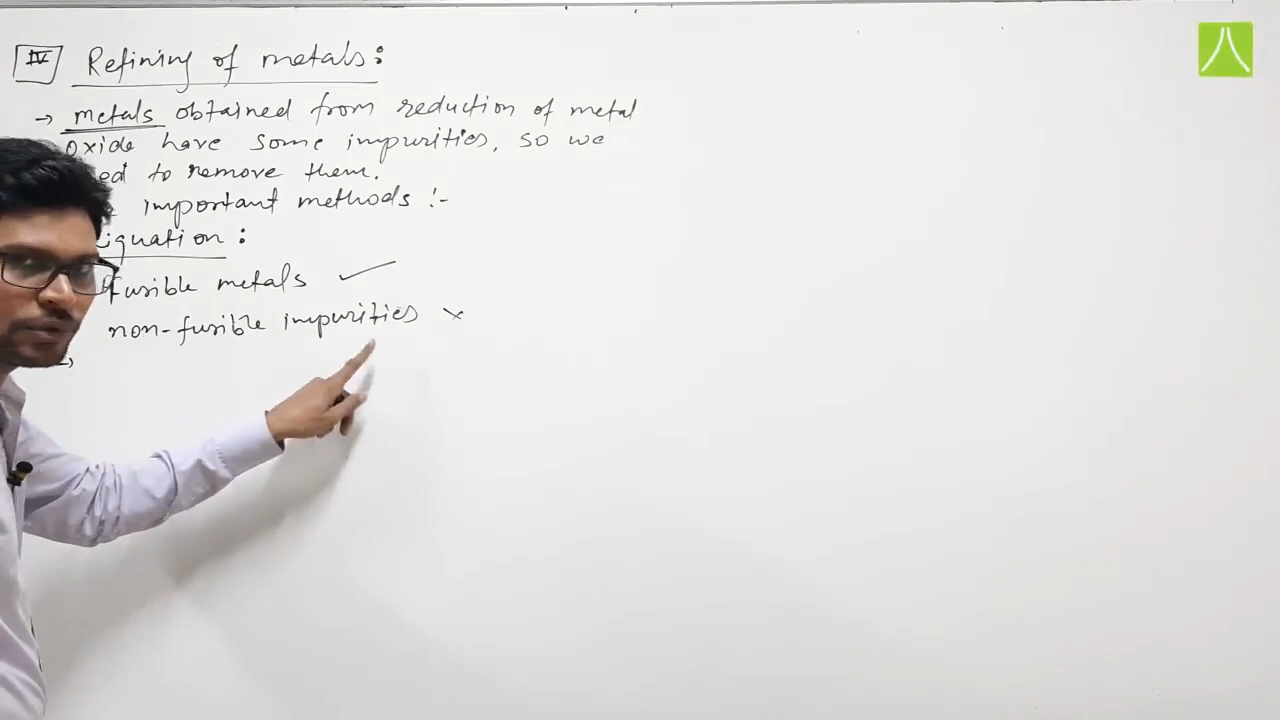 IV Refining of metals:
→ metals obtained from reduction of metal
oxide have some impurities, so we
to remove them.
important methods :-
:
fusible metals ✓
non-fusible impurities ×
→